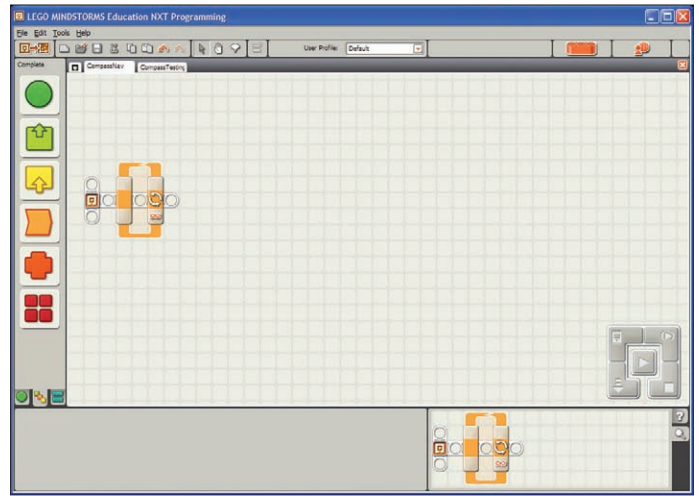 LEGO MINDSTORMS Education NXT Programming
File Edit Tools Help
User Profile: Default
Complete
CompassNav CompassTesting
?